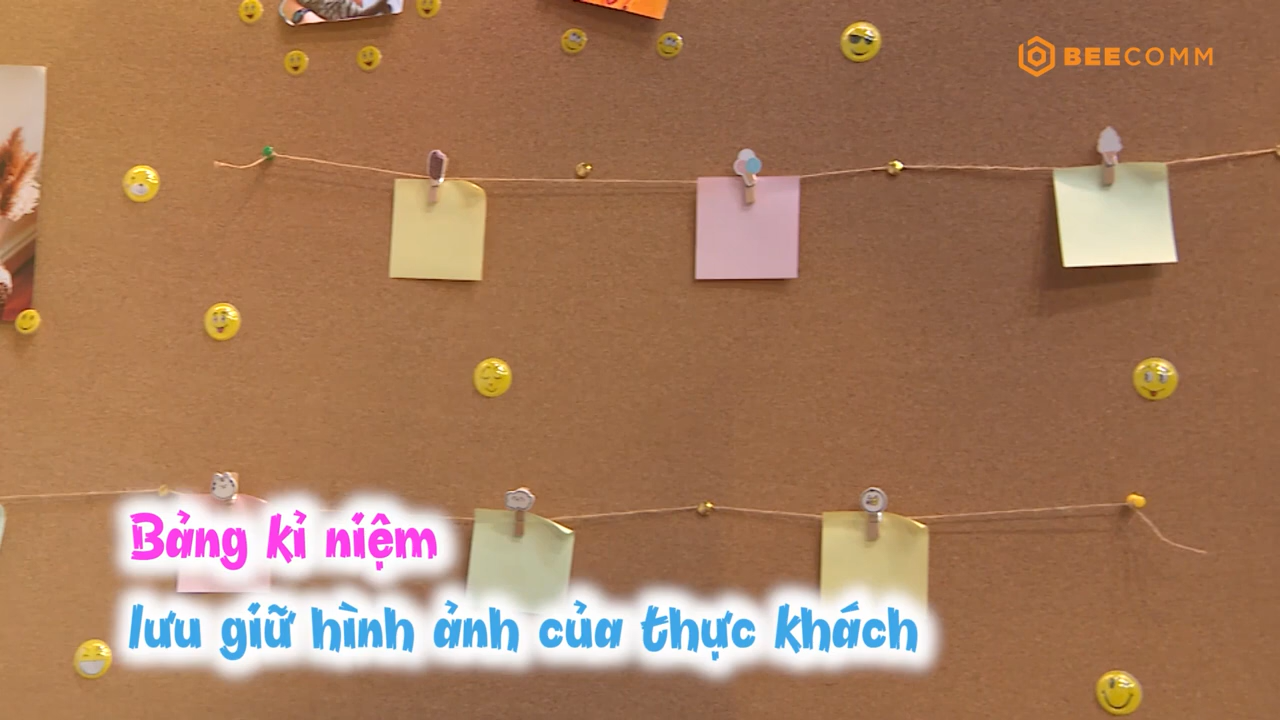 BEECOMM
Bảng kỉ niệm
lưu giữ hình ảnh của thực khách